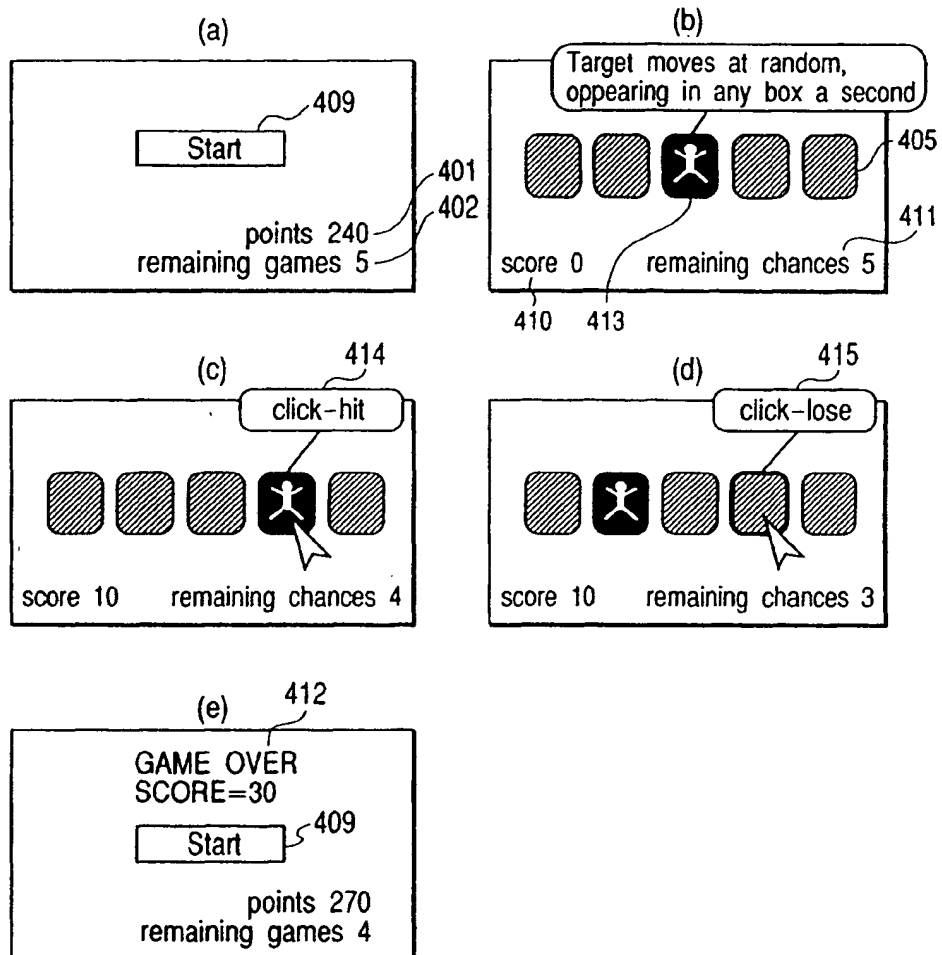 (a)
409
Start
401
402
points 240
remaining games 5
(b)
Target moves at random,
oppearing in any box a second
405
411
score 0 remaining chances 5
410 413
(c)
414
click-hit
score 10 remaining chances 4
(d)
415
click-lose
score 10 remaining chances 3
(e)
412
GAME OVER
SCORE=30
409
Start
points 270
remaining games 4